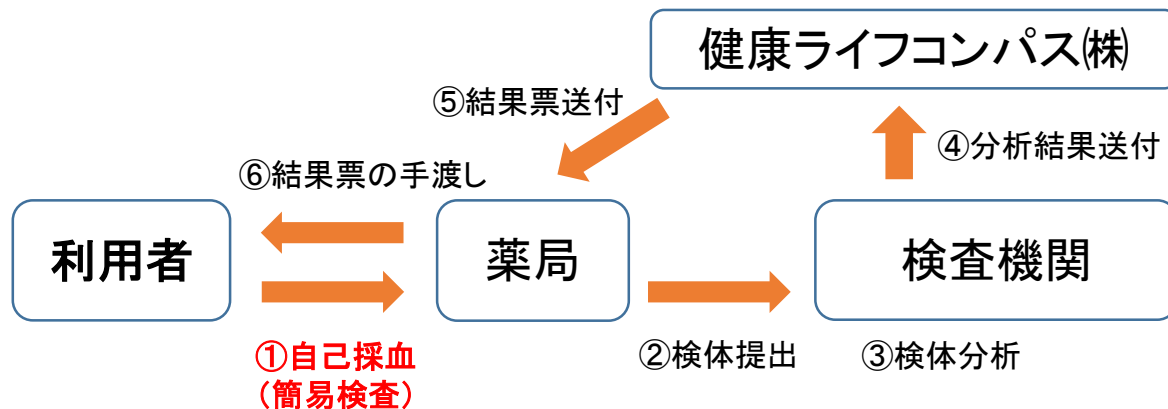 健康ライフコンパス㈱
⑤結果票送付
④分析結果送付
⑥結果票の手渡し
利用者
薬局
検査機関
①自己採血
（簡易検査）
②検体提出
③検体分析